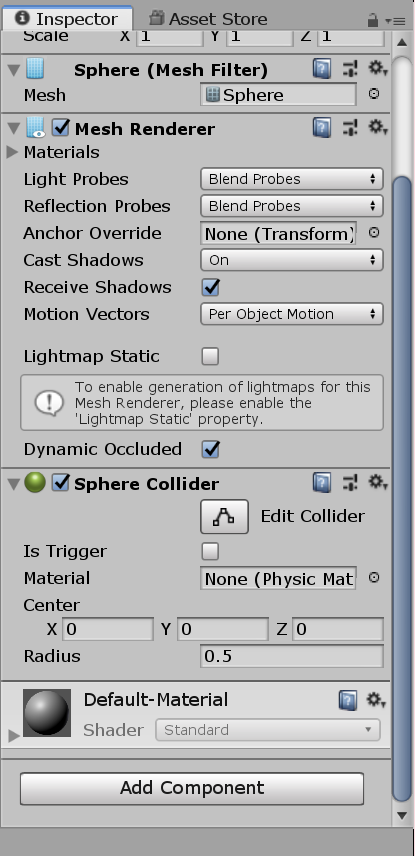 Inspector Asset Store
Scale X 1 Y 1 Z 1
Sphere (Mesh Filter)
Mesh Sphere
Mesh Renderer
Materials
Light Probes Blend Probes
Reflection Probes Blend Probes
Anchor Override None (Transform)
Cast Shadows On
Receive Shadows
Motion Vectors Per Object Motion
Lightmap Static
To enable generation of lightmaps for this
Mesh Renderer, please enable the
'Lightmap Static' property.
Dynamic Occluded
Sphere Collider
Edit Collider
Is Trigger
Material None (Physic Mat
Center
X 0 Y 0 Z 0
Radius 0.5
Default-Material
Shader Standard
Add Component